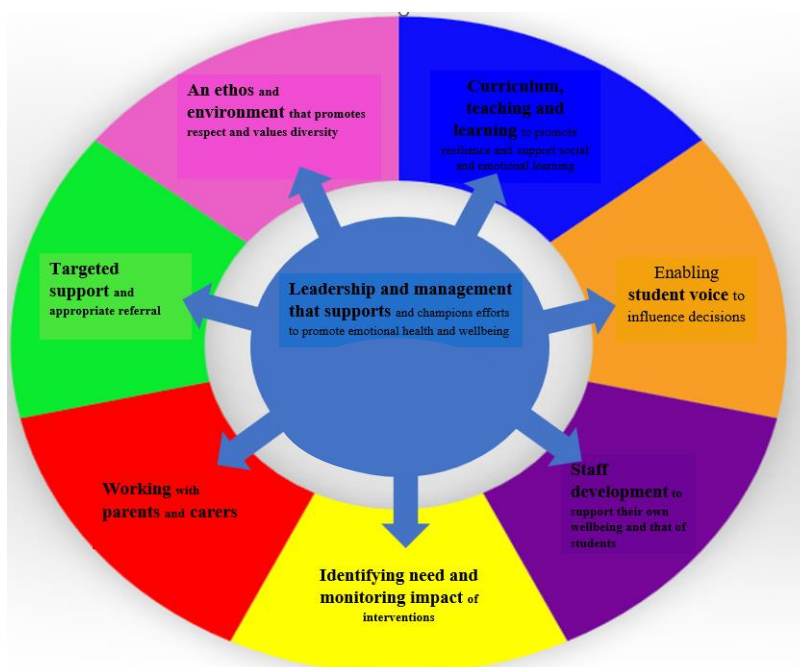 An ethos and
environment that promotes
respect and values diversity
Curriculum,
teaching and
learning to promote
resilience and support social
and emotional learning
Targeted
support and
appropriate referral
Leadership and management
that supports and champions efforts
to promote emotional health and wellbeing
Enabling
student voice to
influence decisions
Working with
parents and carers
Staff
development to
support their own
wellbeing and that of
students
Identifying need and
monitoring impact of
interventions